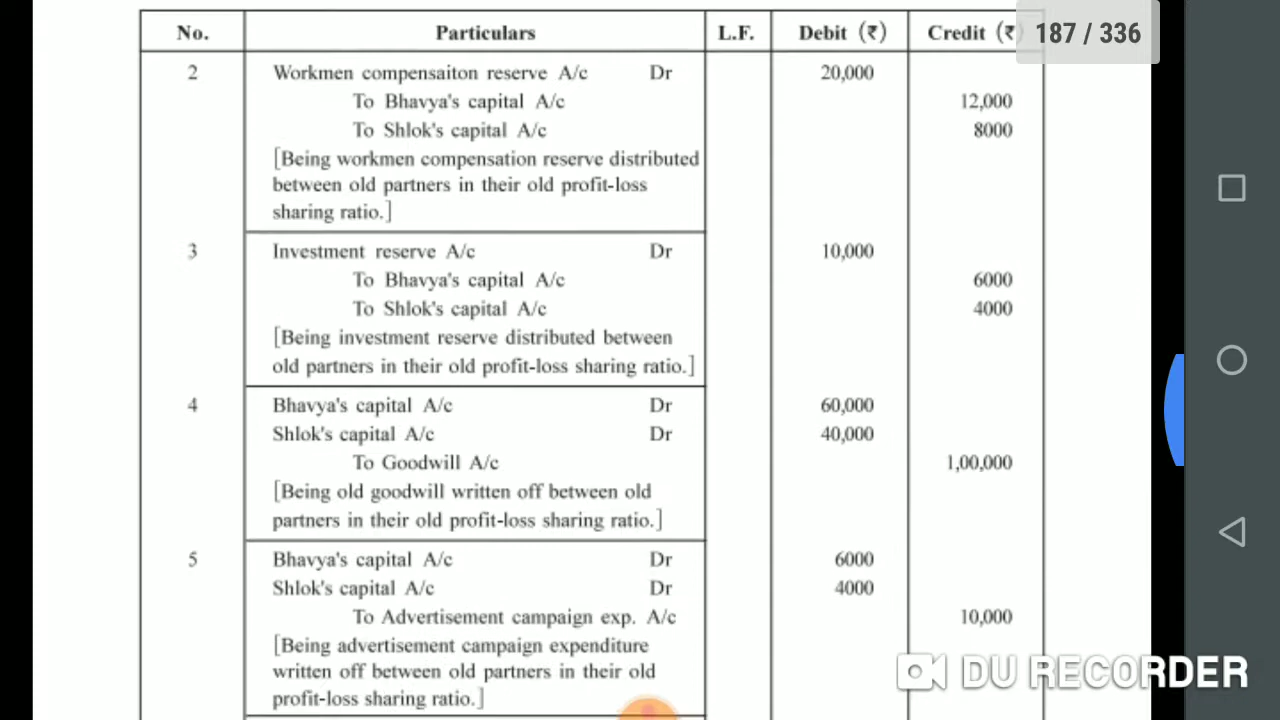 No. Particulars L.F. Debit (₹) Credit (₹) 187 / 336
2 Workmen compensaiton reserve A/c Dr 20,000
To Bhavya's capital A/c 12,000
To Shlok's capital A/c 8000
[Being workmen compensation reserve distributed
between old partners in their old profit-loss
sharing ratio.]
3 Investment reserve A/c Dr 10,000
To Bhavya's capital A/c 6000
To Shlok's capital A/c 4000
[Being investment reserve distributed between
old partners in their old profit-loss sharing ratio.]
4 Bhavya's capital A/c Dr 60,000
Shlok's capital A/c Dr 40,000
To Goodwill A/c 1,00,000
[Being old goodwill written off between old
partners in their old profit-loss sharing ratio.]
5 Bhavya's capital A/c Dr 6000
Shlok's capital A/c Dr 4000
To Advertisement campaign exp. A/c 10,000
[Being advertisement campaign expenditure
written off between old partners in their old
profit-loss sharing ratio.]
DU RECORDER